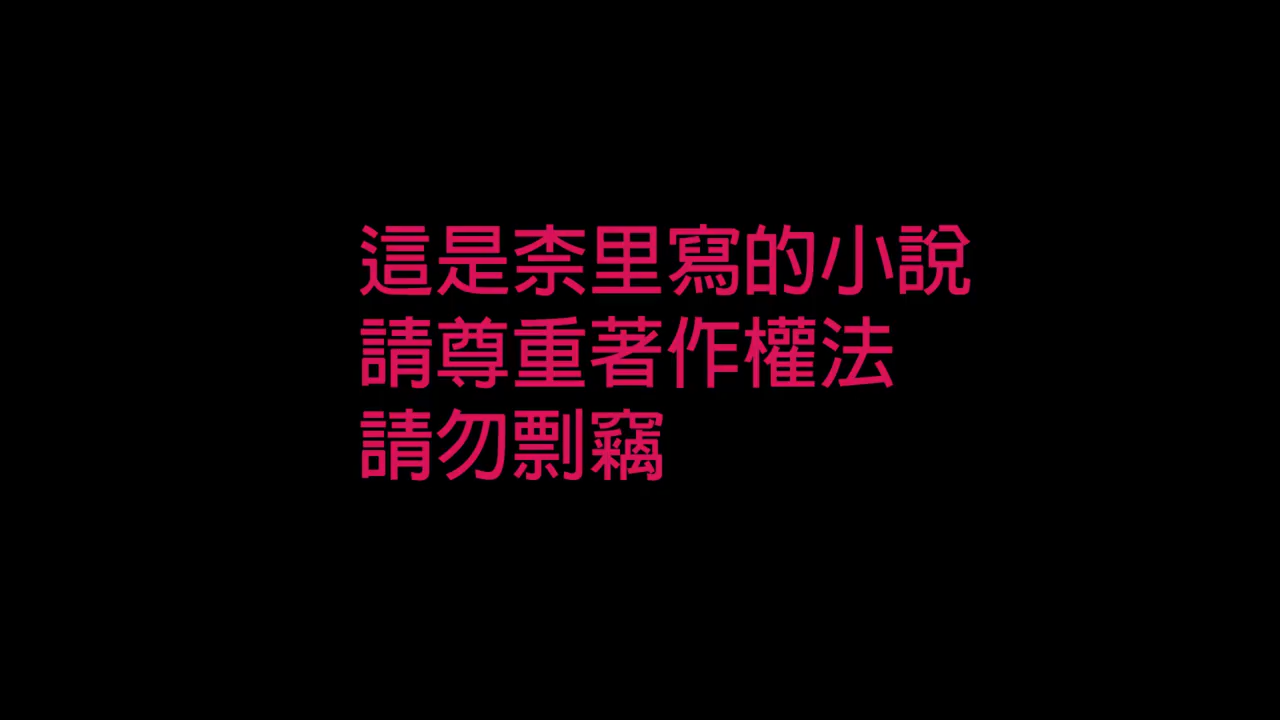 這是柰里寫的小說
請尊重著作權法
請勿剽竊